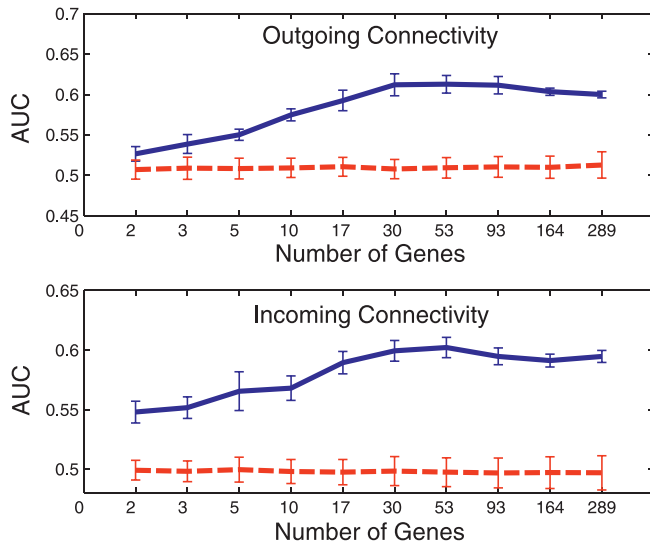 0.7
Outgoing Connectivity
0.6
AUC
0.55
0.5
0.45
0 2 3 5 10 17 30 53 93 164 289
Number of Genes
0.65
Incoming Connectivity
0.6
AUC
0.55
0.5
0 2 3 5 10 17 30 53 93 164 289
Number of Genes